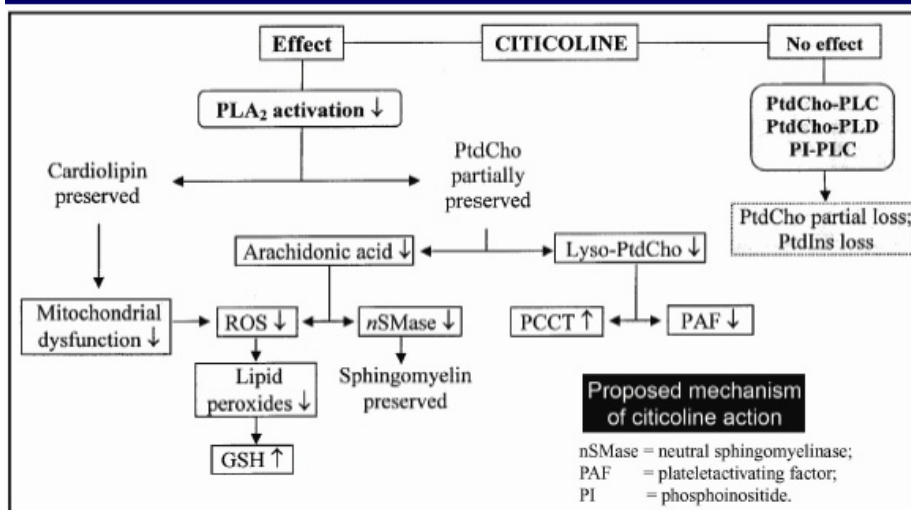 Effect
CITICOLINE
No effect
PLA₂ activation ↓
PtdCho-PLC
PtdCho-PLD
PI-PLC
Cardiolipin
preserved
PtdCho
partially
preserved
PtdCho partial loss;
PtdIns loss
Arachidonic acid ↓
Lyso-PtdCho ↓
Mitochondrial
dysfunction ↓
ROS ↓
nSMase ↓
PCCT ↑
PAF ↓
Lipid
peroxides ↓
Sphingomyelin
preserved
GSH ↑
Proposed mechanism
of citicoline action
nSMase = neutral sphingomyelinase;
PAF = plateletactivating factor;
PI = phosphoinositide.